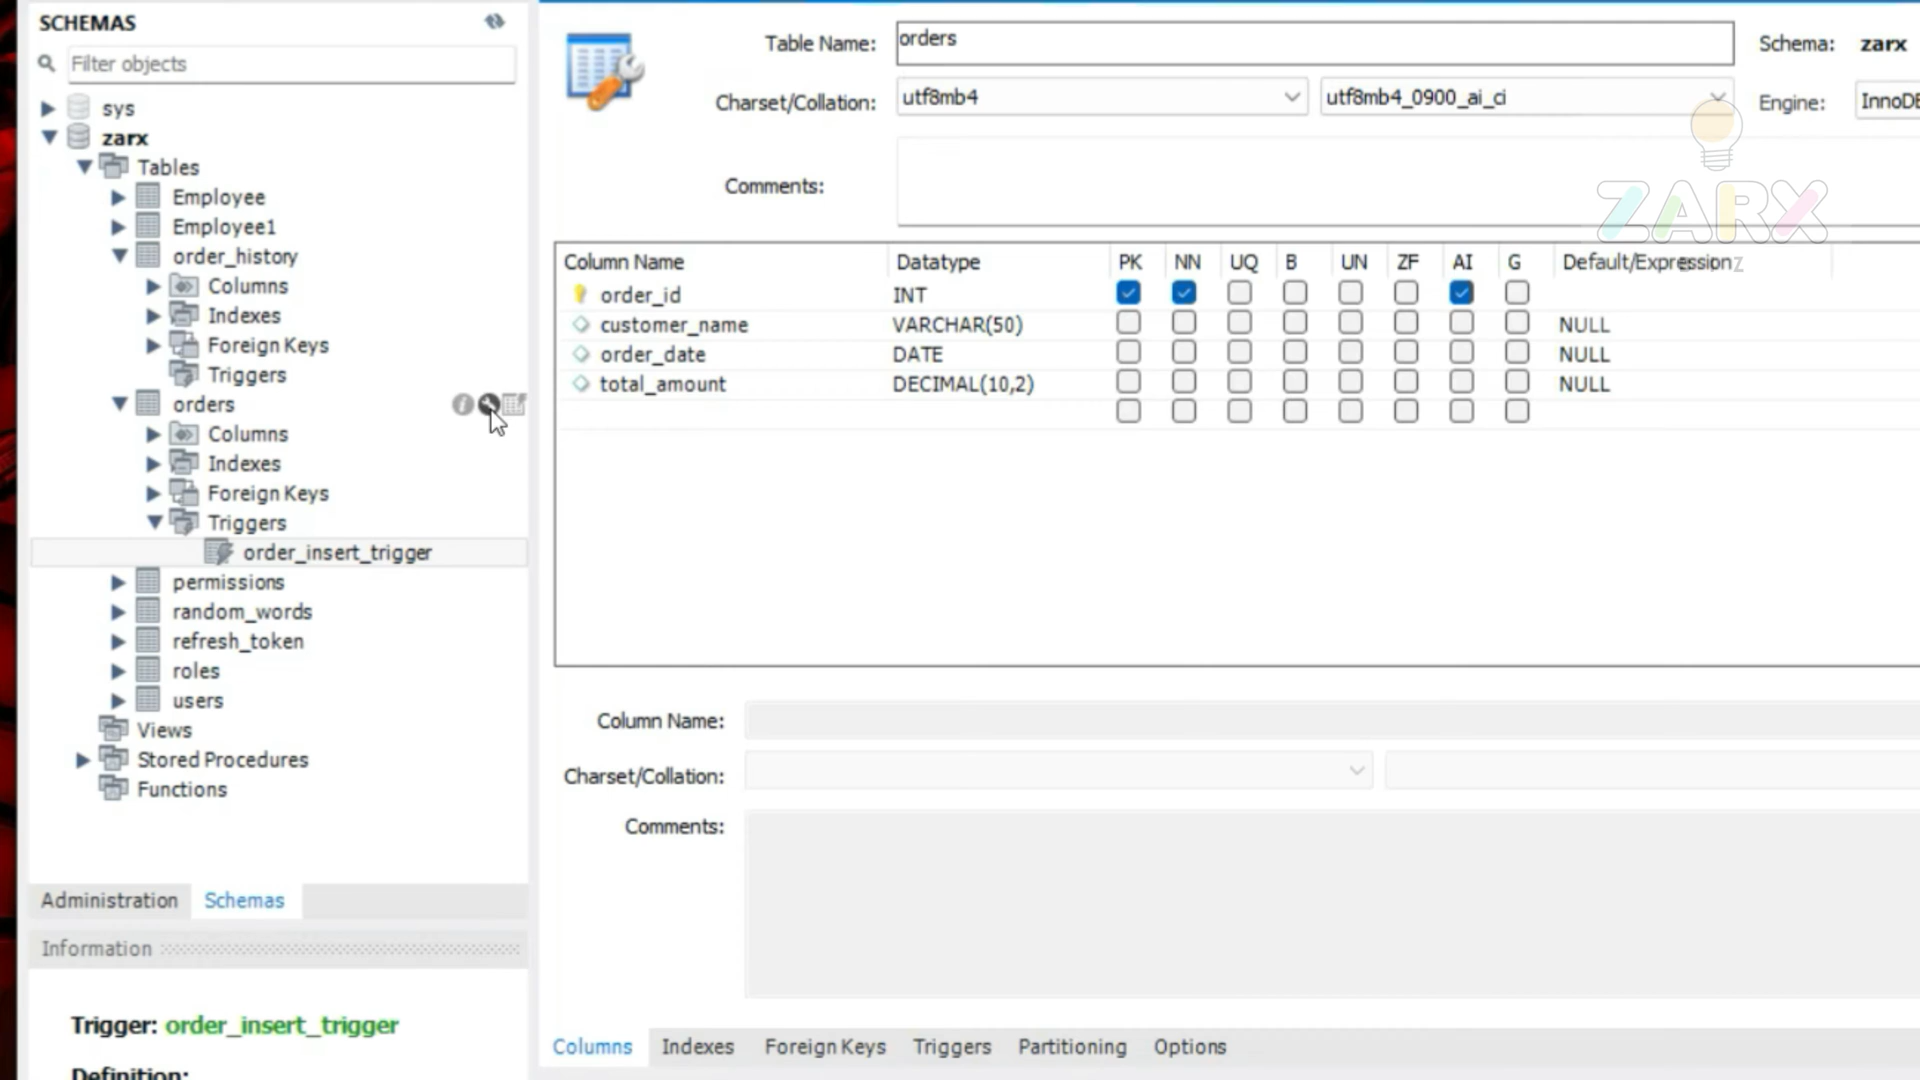 SCHEMAS
Filter objects
sys
zarx
Tables
Employee
Employee1
order_history
Columns
Indexes
Foreign Keys
Triggers
orders
Columns
Indexes
Foreign Keys
Triggers
order_insert_trigger
permissions
random_words
refresh_token
roles
users
Views
Stored Procedures
Functions
Administration Schemas
Information
Trigger: order_insert_trigger
Definition:
Table Name: orders Schema: zarx
Charset/Collation: utf8mb4 utf8mb4_0900_ai_ci Engine: InnoDB
Comments:
ZARX
Column Name Datatype PK NN UQ B UN ZF AI G Default/Expression
order_id INT
customer_name VARCHAR(50) NULL
order_date DATE NULL
total_amount DECIMAL(10,2) NULL
Column Name:
Charset/Collation:
Comments:
Columns Indexes Foreign Keys Triggers Partitioning Options